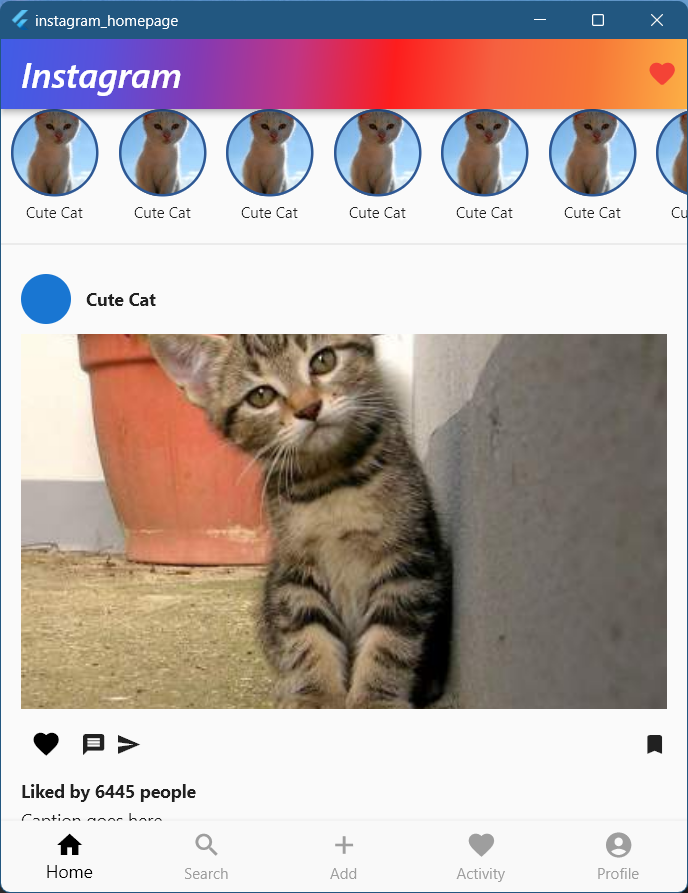 instagram_homepage
Instagram
Cute Cat Cute Cat Cute Cat Cute Cat Cute Cat Cute Cat Cu
Cute Cat
Liked by 6445 people
Caption goes here
Home Search Add Activity Profile